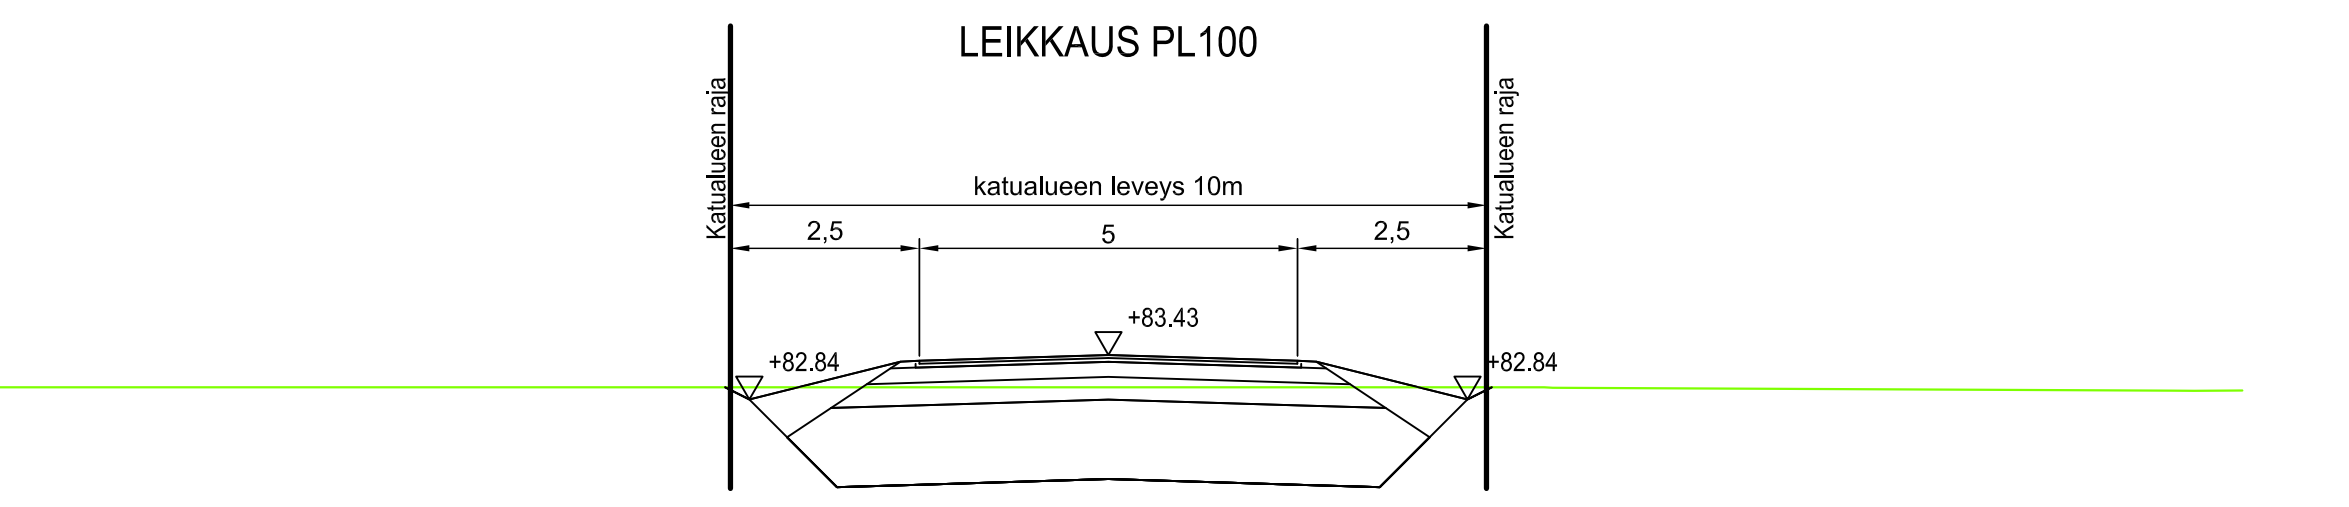 LEIKKAUS PL100
Katualueen raja
Katualueen raja
katualueen leveys 10m
2,5
5
2,5
+83.43
+82.84
+82.84